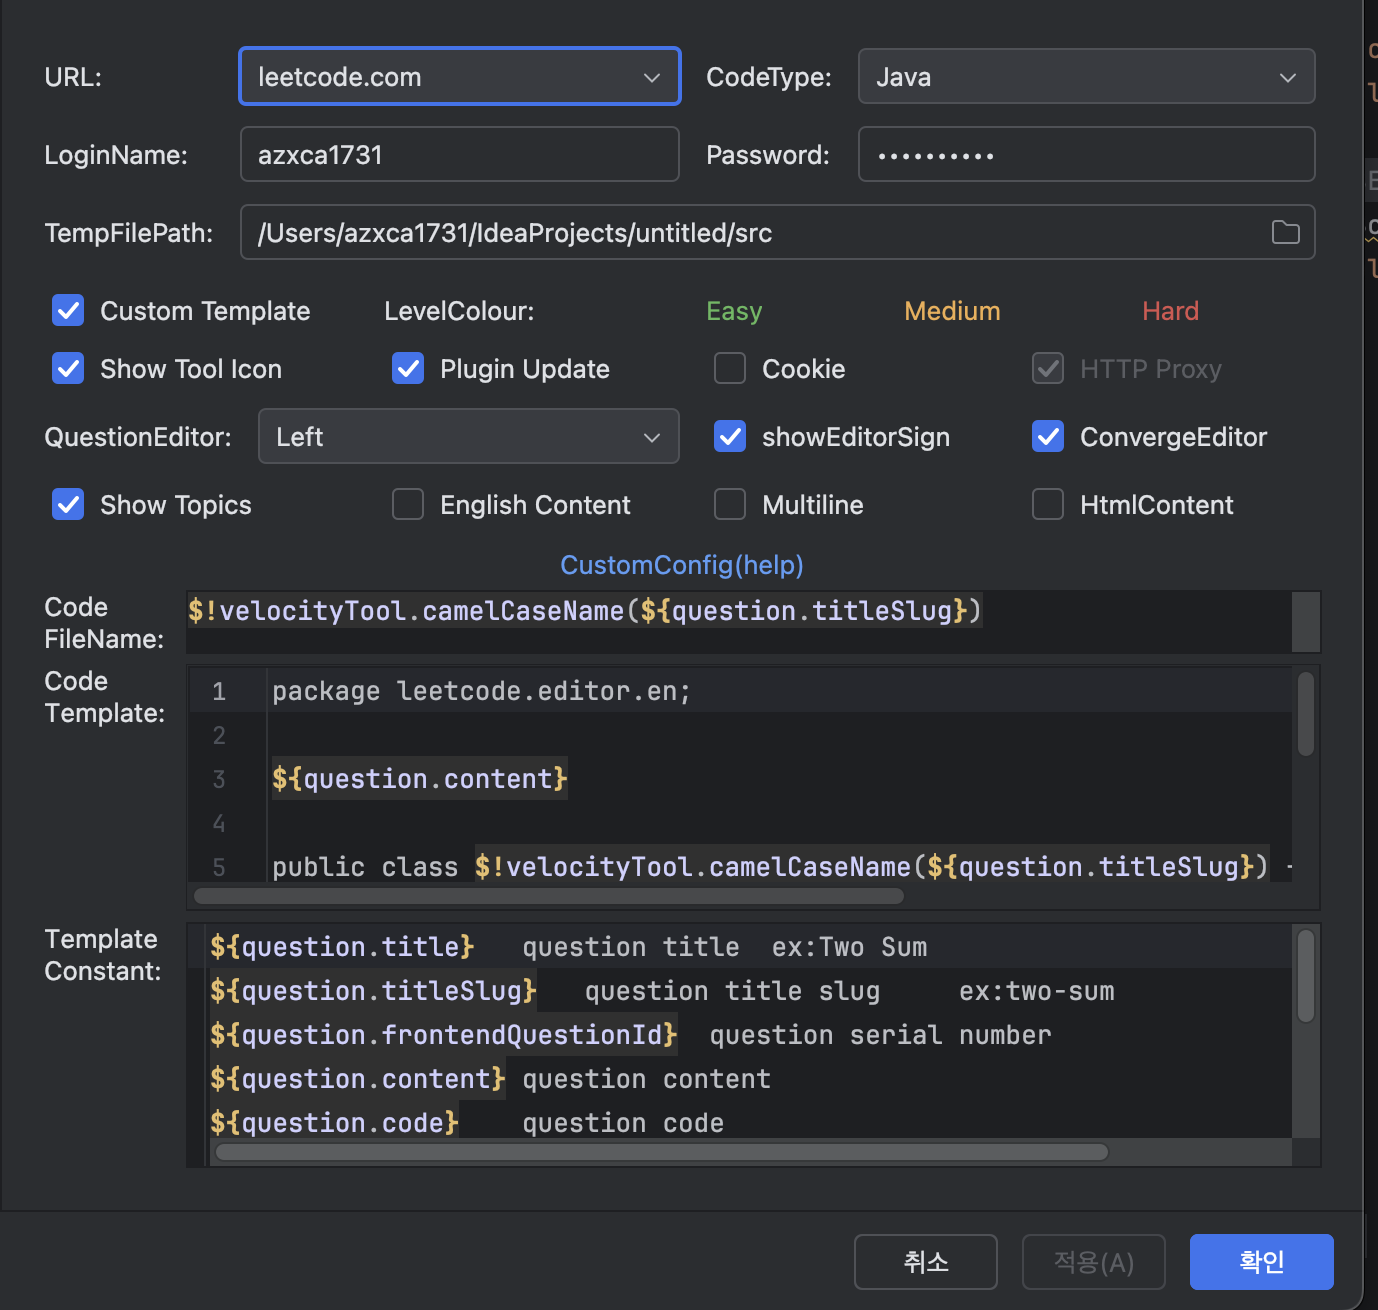 URL: leetcode.com CodeType: Java
LoginName: azxca1731 Password: ••••••••••
TempFilePath: /Users/azxca1731/IdeaProjects/untitled/src
Custom Template LevelColour: Easy Medium Hard
Show Tool Icon Plugin Update Cookie HTTP Proxy
QuestionEditor: Left showEditorSign ConvergeEditor
Show Topics English Content Multiline HtmlContent
CustomConfig(help)
Code
FileName:
$!velocityTool.camelCaseName(${question.titleSlug})
Code
Template:
1 package leetcode.editor.en;
2
3 ${question.content}
4
5 public class $!velocityTool.camelCaseName(${question.titleSlug})
Template
Constant:
${question.title} question title ex:Two Sum
${question.titleSlug} question title slug ex:two-sum
${question.frontendQuestionId} question serial number
${question.content} question content
${question.code} question code
취소 적용(A) 확인